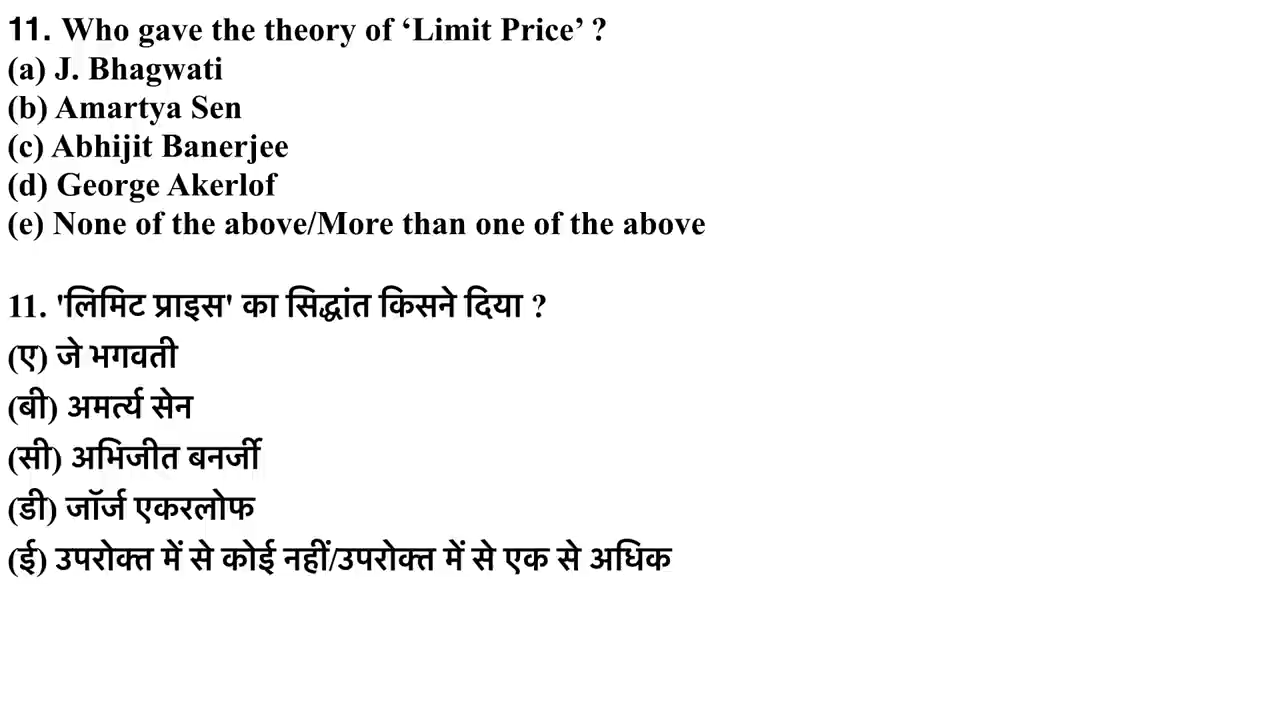 11. Who gave the theory of ‘Limit Price’ ?
(a) J. Bhagwati
(b) Amartya Sen
(c) Abhijit Banerjee
(d) George Akerlof
(e) None of the above/More than one of the above
11. 'लिमिट प्राइस' का सिद्धांत किसने दिया ?
(ए) जे भगवती
(बी) अमर्त्य सेन
(सी) अभिजीत बनर्जी
(डी) जॉर्ज एकरलोफ
(ई) उपरोक्त में से कोई नहीं/उपरोक्त में से एक से अधिक